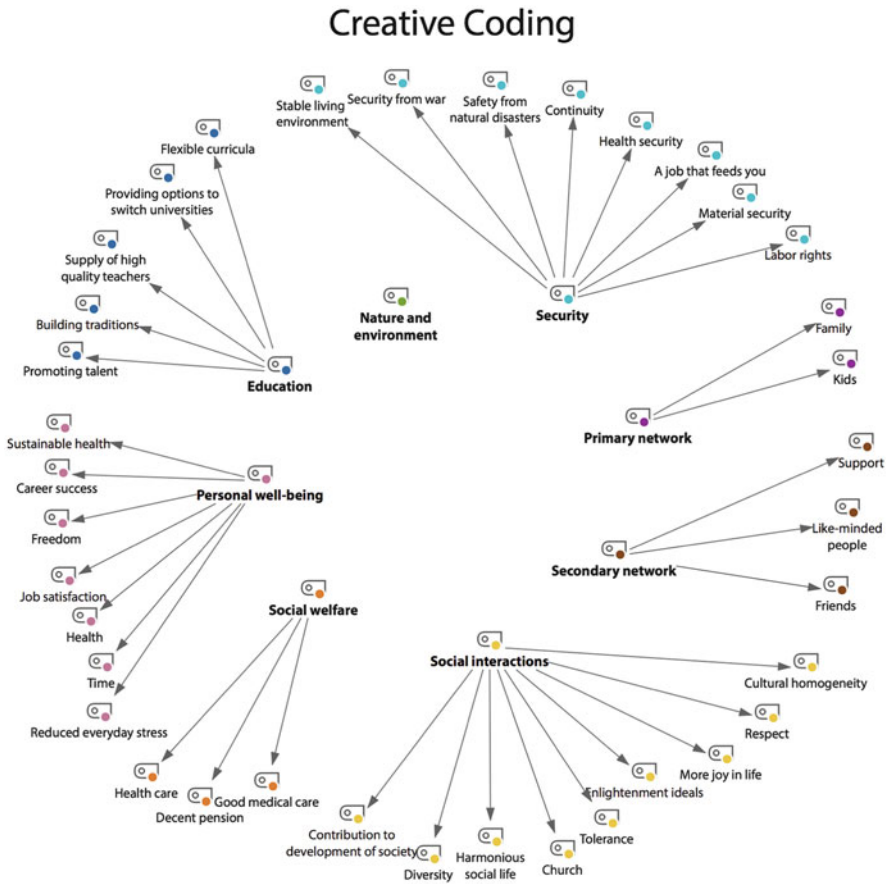 Creative Coding
Stable living
environment
Security from war
Safety from
natural disasters
Continuity
Health security
A job that feeds you
Material security
Labor rights
Security
Flexible curricula
Providing options to
switch universities
Supply of high
quality teachers
Building traditions
Promoting talent
Education
Nature and
environment
Family
Kids
Primary network
Sustainable health
Career success
Freedom
Job satisfaction
Health
Time
Reduced everyday stress
Personal well-being
Support
Like-minded
people
Friends
Secondary network
Social welfare
Health care
Decent pension
Good medical care
Social interactions
Cultural homogeneity
Respect
More joy in life
Enlightenment ideals
Tolerance
Church
Harmonious
social life
Diversity
Contribution to
development of society